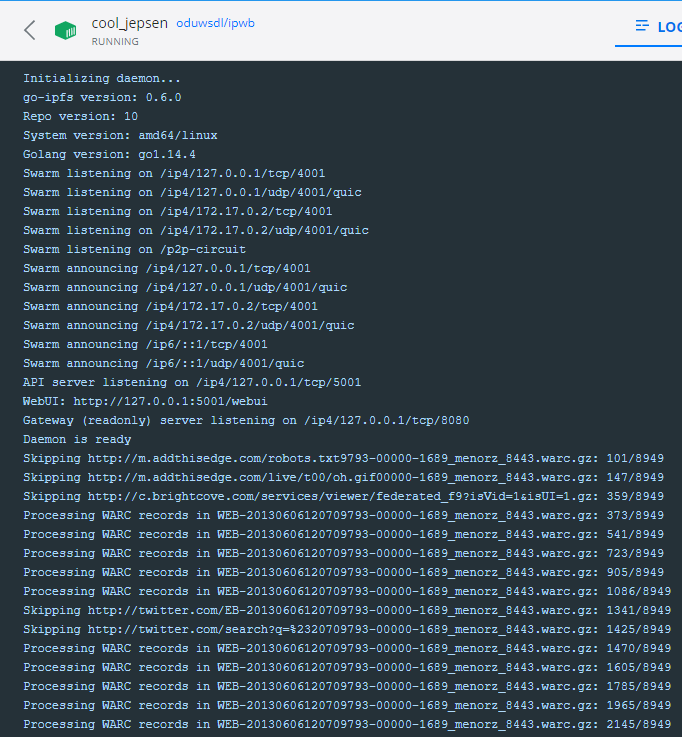 cool_jepsen oduwsdl/ipwb
RUNNING
LOG
Initializing daemon...
go-ipfs version: 0.6.0
Repo version: 10
System version: amd64/linux
Golang version: go1.14.4
Swarm listening on /ip4/127.0.0.1/tcp/4001
Swarm listening on /ip4/127.0.0.1/udp/4001/quic
Swarm listening on /ip4/172.17.0.2/tcp/4001
Swarm listening on /ip4/172.17.0.2/udp/4001/quic
Swarm listening on /p2p-circuit
Swarm announcing /ip4/127.0.0.1/tcp/4001
Swarm announcing /ip4/127.0.0.1/udp/4001/quic
Swarm announcing /ip4/172.17.0.2/tcp/4001
Swarm announcing /ip4/172.17.0.2/udp/4001/quic
Swarm announcing /ip6/::1/tcp/4001
Swarm announcing /ip6/::1/udp/4001/quic
API server listening on /ip4/127.0.0.1/tcp/5001
WebUI: http://127.0.0.1:5001/webui
Gateway (readonly) server listening on /ip4/127.0.0.1/tcp/8080
Daemon is ready
Skipping http://m.addthisedge.com/robots.txt9793-00000-1689_menorz_8443.warc.gz: 101/8949
Skipping http://m.addthisedge.com/live/t00/oh.gif00000-1689_menorz_8443.warc.gz: 147/8949
Skipping http://c.brightcove.com/services/viewer/federated_f9?isVid=1&isUI=1.gz: 359/8949
Processing WARC records in WEB-20130606120709793-00000-1689_menorz_8443.warc.gz: 373/8949
Processing WARC records in WEB-20130606120709793-00000-1689_menorz_8443.warc.gz: 541/8949
Processing WARC records in WEB-20130606120709793-00000-1689_menorz_8443.warc.gz: 723/8949
Processing WARC records in WEB-20130606120709793-00000-1689_menorz_8443.warc.gz: 905/8949
Processing WARC records in WEB-20130606120709793-00000-1689_menorz_8443.warc.gz: 1086/8949
Skipping http://twitter.com/EB-20130606120709793-00000-1689_menorz_8443.warc.gz: 1341/8949
Skipping http://twitter.com/search?q=%2320709793-00000-1689_menorz_8443.warc.gz: 1425/8949
Processing WARC records in WEB-20130606120709793-00000-1689_menorz_8443.warc.gz: 1470/8949
Processing WARC records in WEB-20130606120709793-00000-1689_menorz_8443.warc.gz: 1605/8949
Processing WARC records in WEB-20130606120709793-00000-1689_menorz_8443.warc.gz: 1785/8949
Processing WARC records in WEB-20130606120709793-00000-1689_menorz_8443.warc.gz: 1965/8949
Processing WARC records in WEB-20130606120709793-00000-1689_menorz_8443.warc.gz: 2145/8949